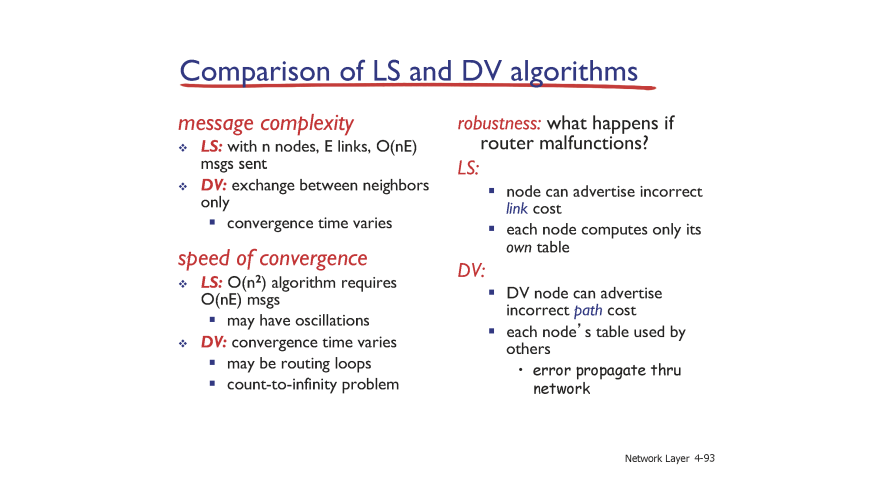 Comparison of LS and DV algorithms
message complexity
❖ LS: with n nodes, E links, O(nE)
msgs sent
❖ DV: exchange between neighbors
only
▪ convergence time varies
speed of convergence
❖ LS: O(n²) algorithm requires
O(nE) msgs
▪ may have oscillations
❖ DV: convergence time varies
▪ may be routing loops
▪ count-to-infinity problem
robustness: what happens if
router malfunctions?
LS:
▪ node can advertise incorrect
link cost
▪ each node computes only its
own table
DV:
▪ DV node can advertise
incorrect path cost
▪ each node's table used by
others
• error propagate thru
network
Network Layer 4-93